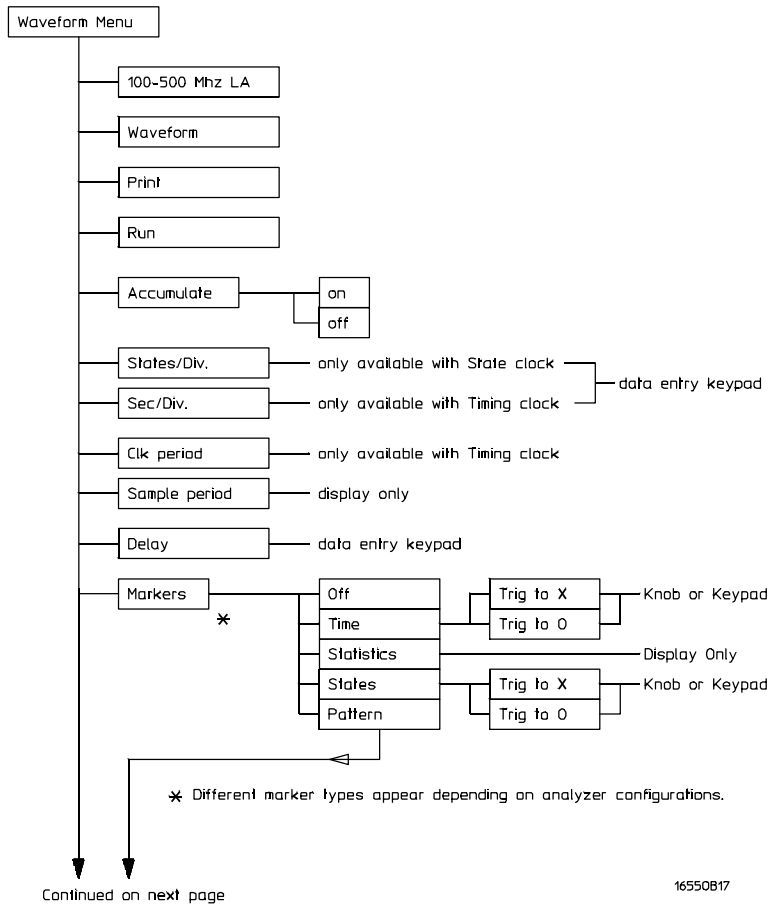 Waveform Menu
100-500 Mhz LA
Waveform
Print
Run
Accumulate
on
off
States/Div.
only available with State clock
data entry keypad
Sec/Div.
only available with Timing clock
Clk period
only available with Timing clock
Sample period
display only
Delay
data entry keypad
Markers
*
Off
Time
Statistics
States
Pattern
Trig to X
Trig to O
Knob or Keypad
Display Only
Trig to X
Trig to O
Knob or Keypad
* Different marker types appear depending on analyzer configurations.
Continued on next page
16550B17